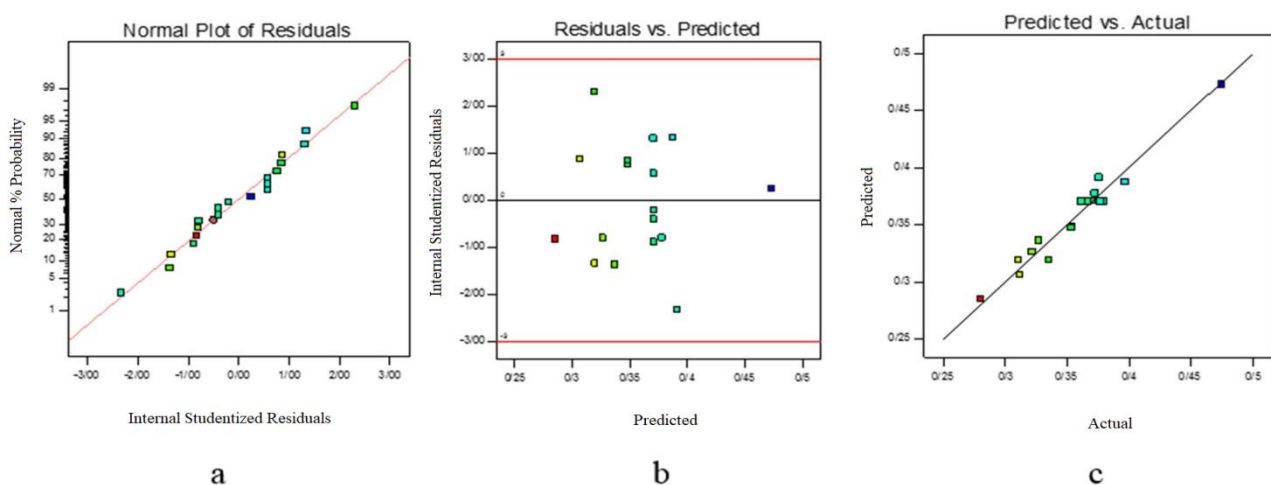 Normal Plot of Residuals
Normal % Probability
99
95
90
80
70
50
30
20
10
5
1
-3/00 -2/00 -1/00 0/00 1/00 2/00 3/00
Internal Studentized Residuals
a
Residuals vs. Predicted
Internal Studentized Residuals
3/00
2/00
1/00
0/00
-1/00
-2/00
-3/00
3
0
-3
0/25 0/3 0/35 0/4 0/45 0/5
Predicted
b
Predicted vs. Actual
Predicted
0/5
0/45
0/4
0/35
0/3
0/25
0/25 0/3 0/35 0/4 0/45 0/5
Actual
c